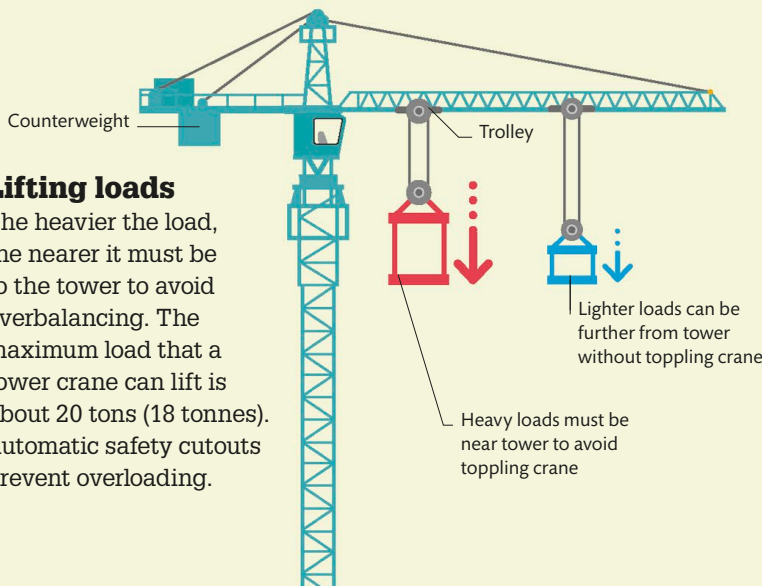 Counterweight
Trolley
Lifting loads
he heavier the load,
he nearer it must be
o the tower to avoid
verbalancing. The
naximum load that a
ower crane can lift is
bout 20 tons (18 tonnes).
utomatic safety cutouts
revent overloading.
Lighter loads can be
further from tower
without toppling crane
Heavy loads must be
near tower to avoid
toppling crane